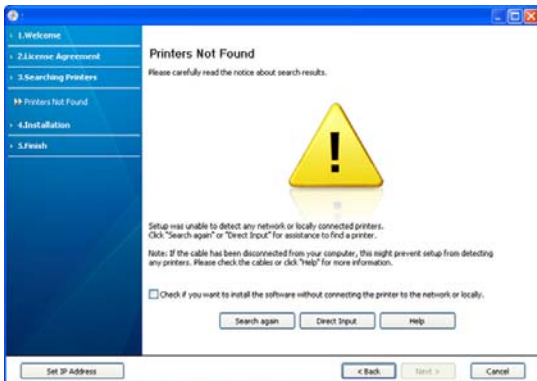 1.Welcome
2.License Agreement
3.Searching Printers
Printers Not Found
4.Installation
5.Finish
Printers Not Found
Please carefully read the notice about search results.
Setup was unable to detect any network or locally connected printers.
Click "Search again" or "Direct Input" for assistance to find a printer.
Note: If the cable has been disconnected from your computer, this might prevent setup from detecting
any printers. Please check the cables or click "Help" for more information.
Check if you want to install the software without connecting the printer to the network or locally.
Search again
Direct Input
Help
Set IP Address
< Back
Next >
Cancel